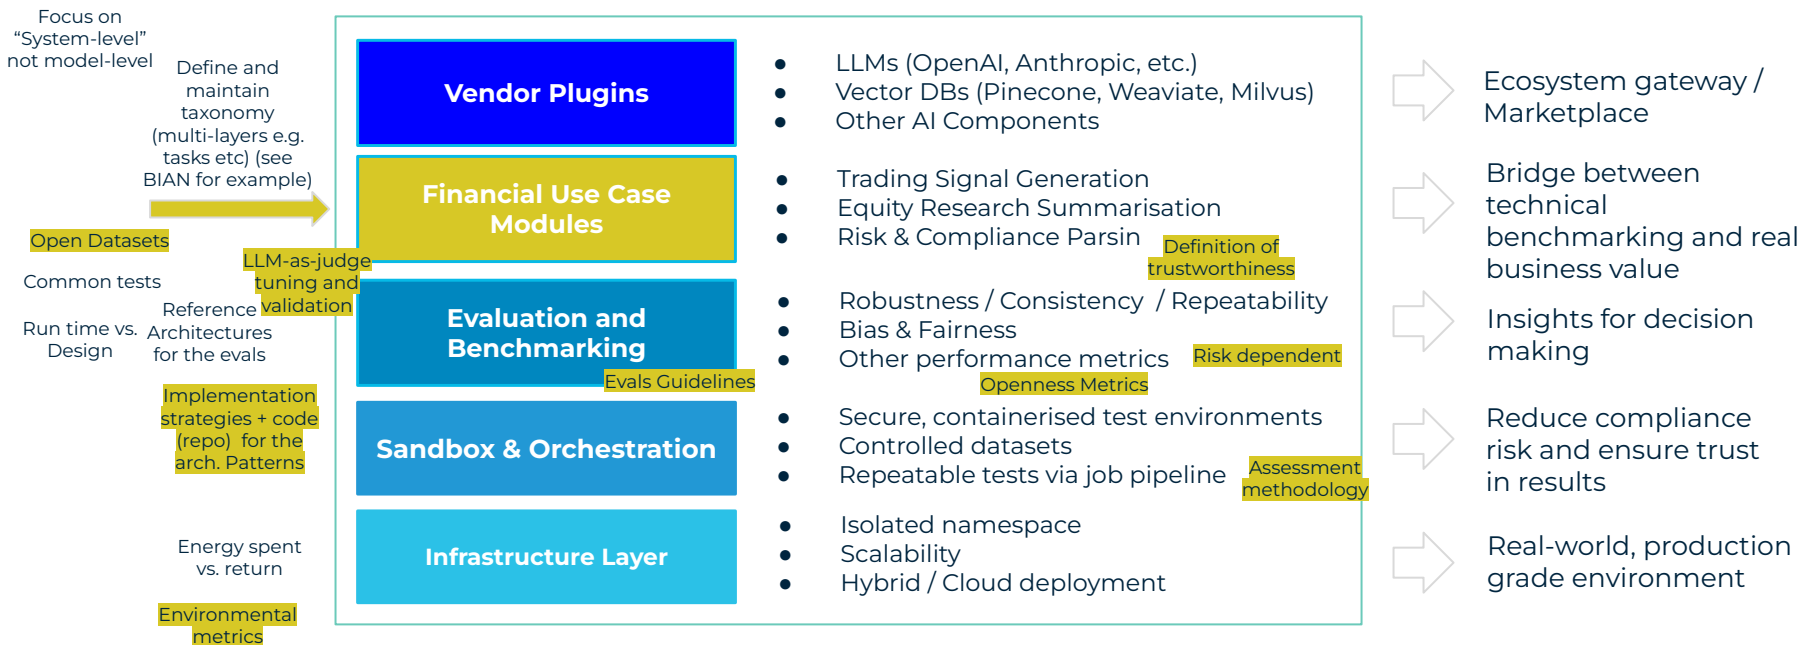 Focus on
“System-level”
not model-level
Define and
maintain
taxonomy
(multi-layers e.g.
tasks etc) (see
BIAN for example)
Open Datasets
Common tests
Run time vs.
Design
LLM-as-judge
tuning and
validation
Reference
Architectures
for the evals
Implementation
strategies + code
(repo)  for the
arch. Patterns
Energy spent
vs. return
Environmental
metrics
Vendor Plugins
● LLMs (OpenAI, Anthropic, etc.)
● Vector DBs (Pinecone, Weaviate, Milvus)
● Other AI Components
Ecosystem gateway /
Marketplace
Financial Use Case
Modules
● Trading Signal Generation
● Equity Research Summarisation
● Risk & Compliance Parsin
Definition of
trustworthiness
Bridge between
technical
benchmarking and real
business value
Evaluation and
Benchmarking
Evals Guidelines
● Robustness / Consistency  / Repeatability
● Bias & Fairness
● Other performance metrics
Risk dependent
Openness Metrics
Insights for decision
making
Sandbox & Orchestration
● Secure, containerised test environments
● Controlled datasets
● Repeatable tests via job pipeline
Assessment
methodology
Reduce compliance
risk and ensure trust
in results
Infrastructure Layer
● Isolated namespace
● Scalability
● Hybrid / Cloud deployment
Real-world, production
grade environment